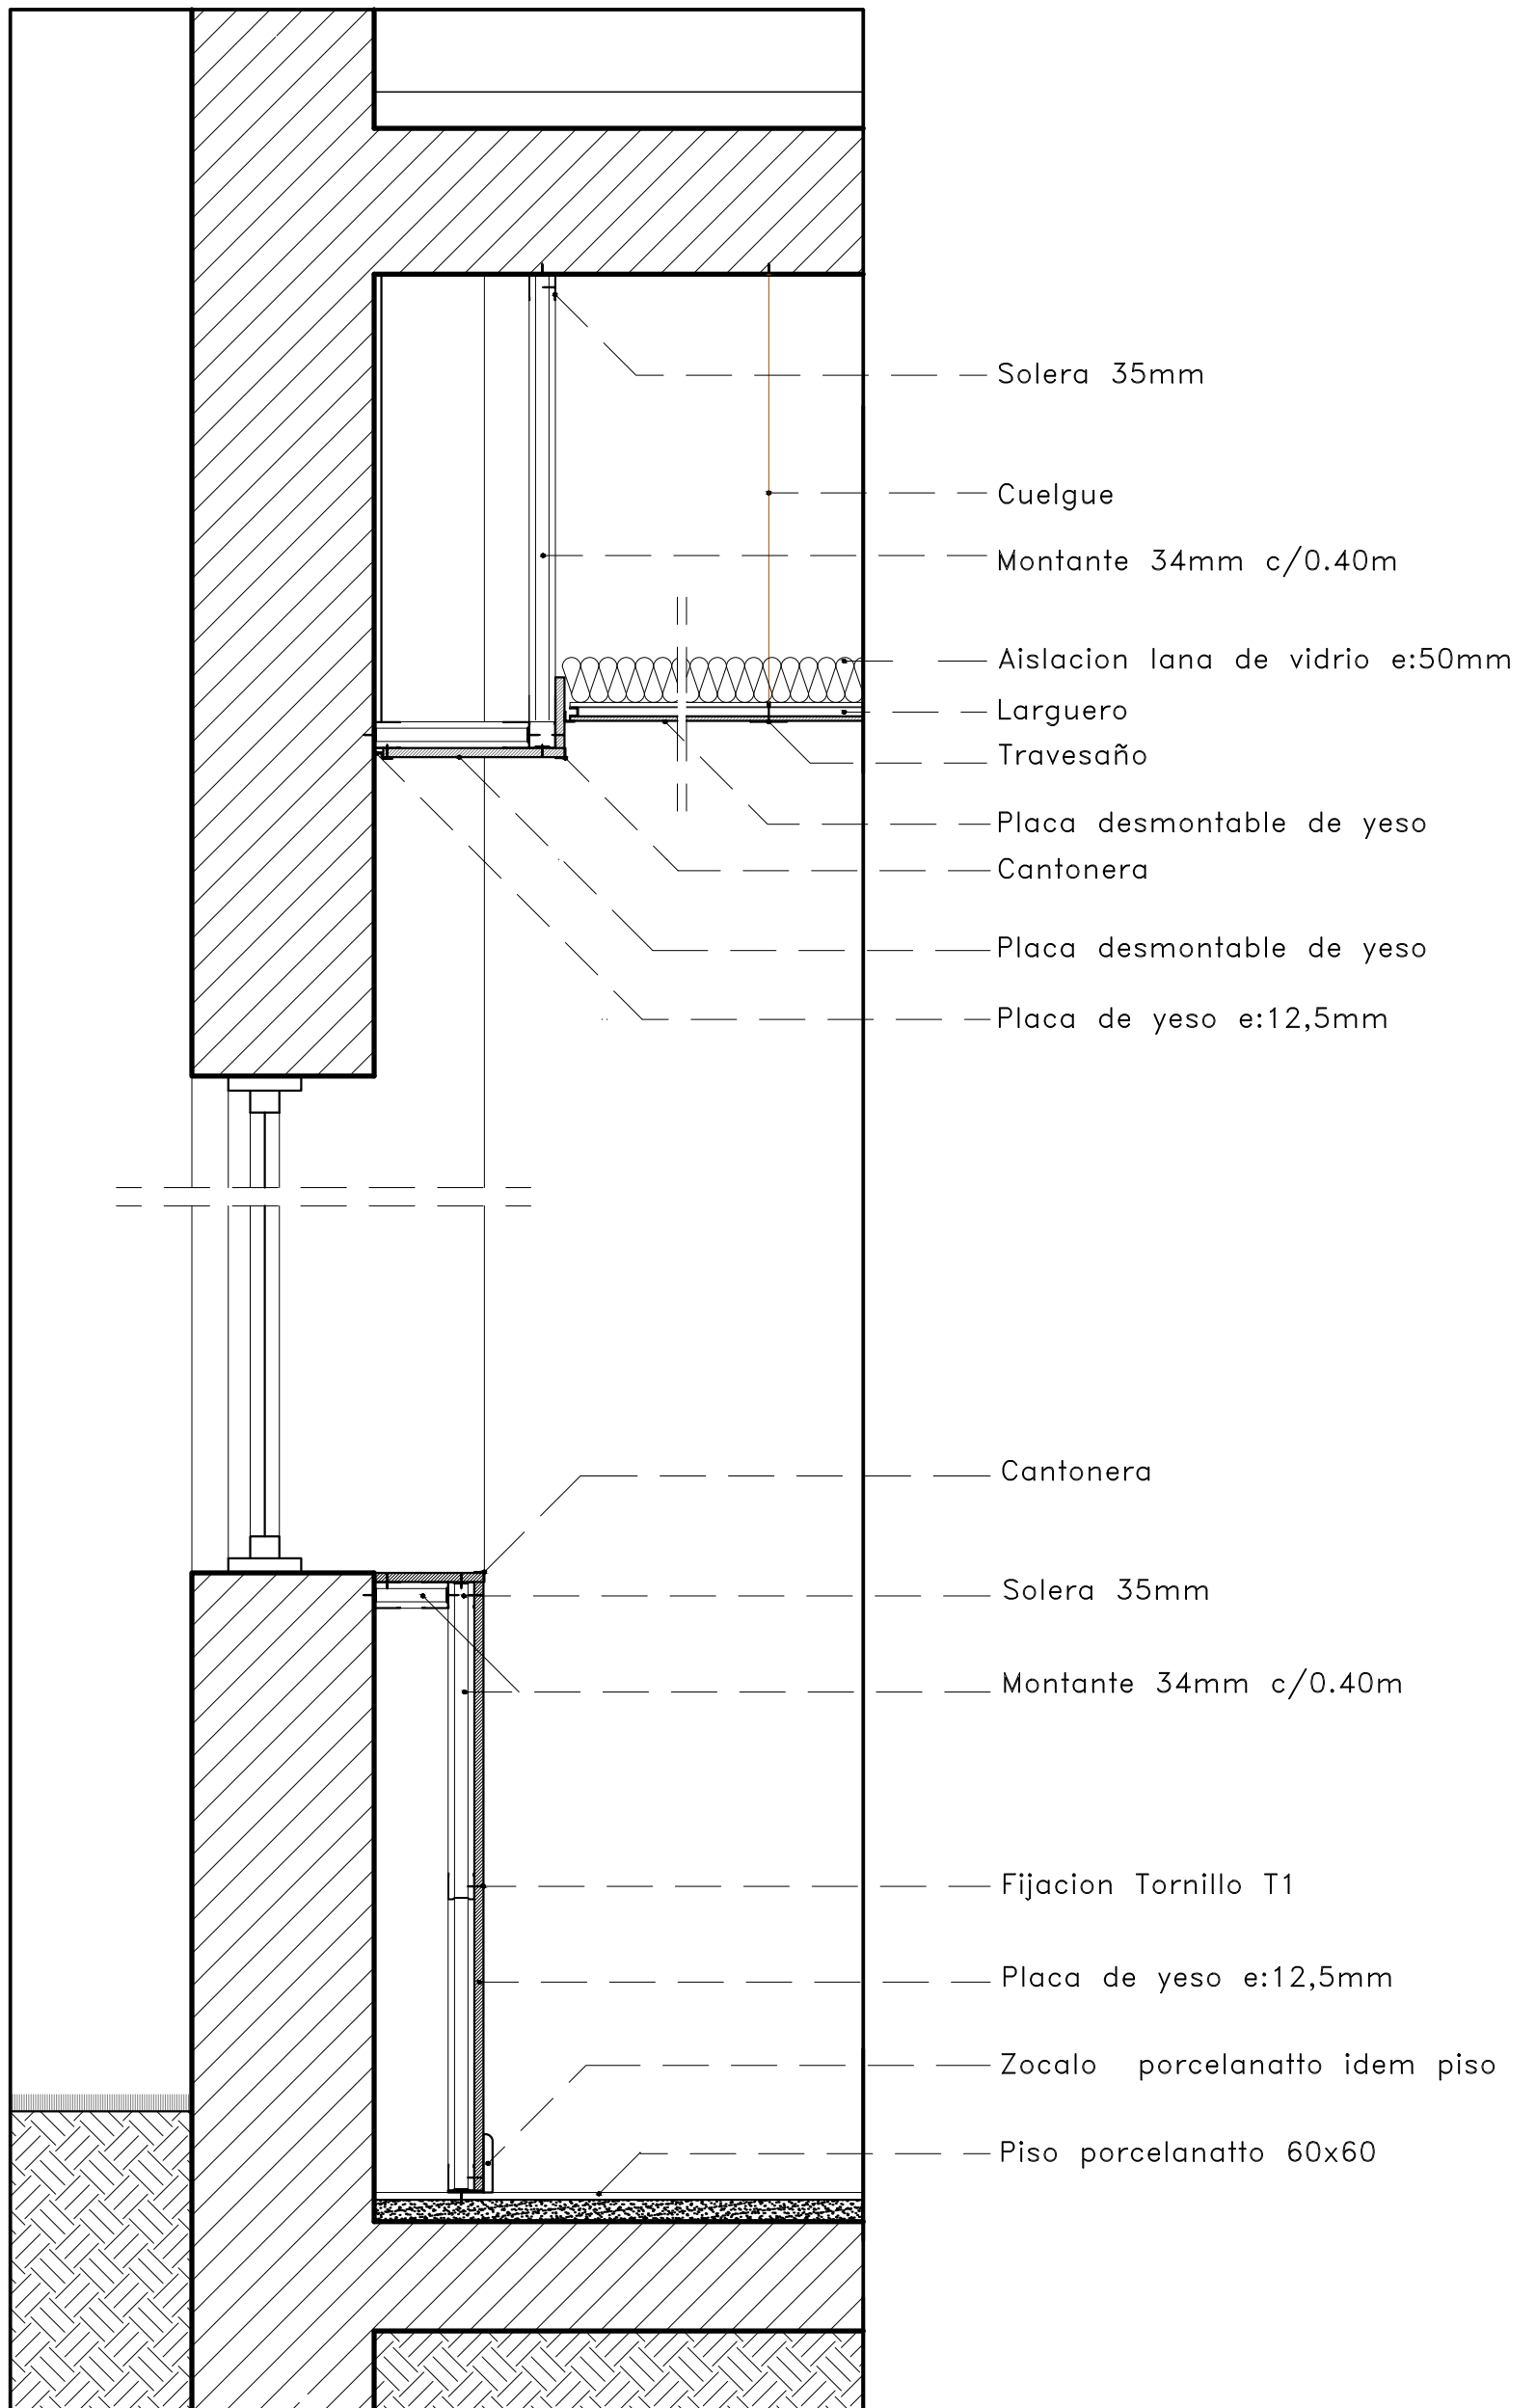 Solera 35mm
Cuelgue
Montante 34mm c/0.40m
Aislacion lana de vidrio e:50mm
Larguero
Travesaño
Placa desmontable de yeso
Cantonera
Placa desmontable de yeso
Placa de yeso e:12,5mm
Cantonera
Solera 35mm
Montante 34mm c/0.40m
Fijacion Tornillo T1
Placa de yeso e:12,5mm
Zocalo porcelanatto idem piso
Piso porcelanatto 60x60